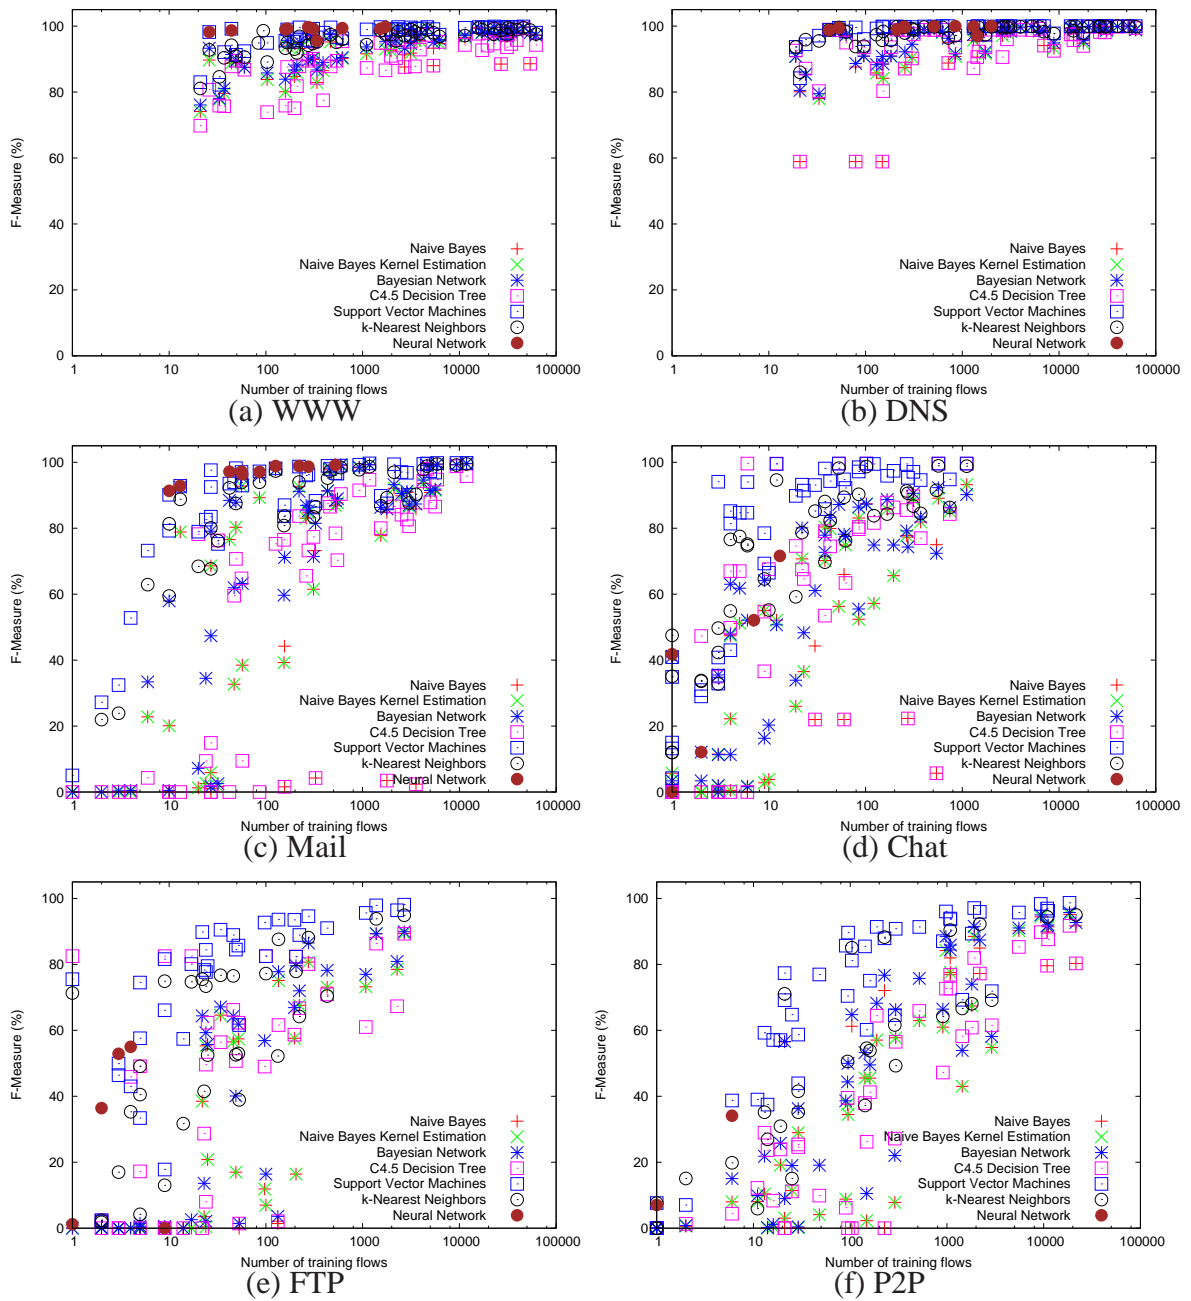 100
80
60
40
20
0
F-Measure (%)
Naive Bayes
Naive Bayes Kernel Estimation
Bayesian Network
C4.5 Decision Tree
Support Vector Machines
k-Nearest Neighbors
Neural Network
1 10 100 1000 10000 100000
Number of training flows
(a) WWW
100
80
60
40
20
0
F-Measure (%)
Naive Bayes
Naive Bayes Kernel Estimation
Bayesian Network
C4.5 Decision Tree
Support Vector Machines
k-Nearest Neighbors
Neural Network
1 10 100 1000 10000 100000
Number of training flows
(b) DNS
100
80
60
40
20
0
F-Measure (%)
Naive Bayes
Naive Bayes Kernel Estimation
Bayesian Network
C4.5 Decision Tree
Support Vector Machines
k-Nearest Neighbors
Neural Network
1 10 100 1000 10000 100000
Number of training flows
(c) Mail
100
80
60
40
20
0
F-Measure (%)
Naive Bayes
Naive Bayes Kernel Estimation
Bayesian Network
C4.5 Decision Tree
Support Vector Machines
k-Nearest Neighbors
Neural Network
1 10 100 1000 10000 100000
Number of training flows
(d) Chat
100
80
60
40
20
0
F-Measure (%)
Naive Bayes
Naive Bayes Kernel Estimation
Bayesian Network
C4.5 Decision Tree
Support Vector Machines
k-Nearest Neighbors
Neural Network
1 10 100 1000 10000 100000
Number of training flows
(e) FTP
100
80
60
40
20
0
F-Measure (%)
Naive Bayes
Naive Bayes Kernel Estimation
Bayesian Network
C4.5 Decision Tree
Support Vector Machines
k-Nearest Neighbors
Neural Network
1 10 100 1000 10000 100000
Number of training flows
(f) P2P